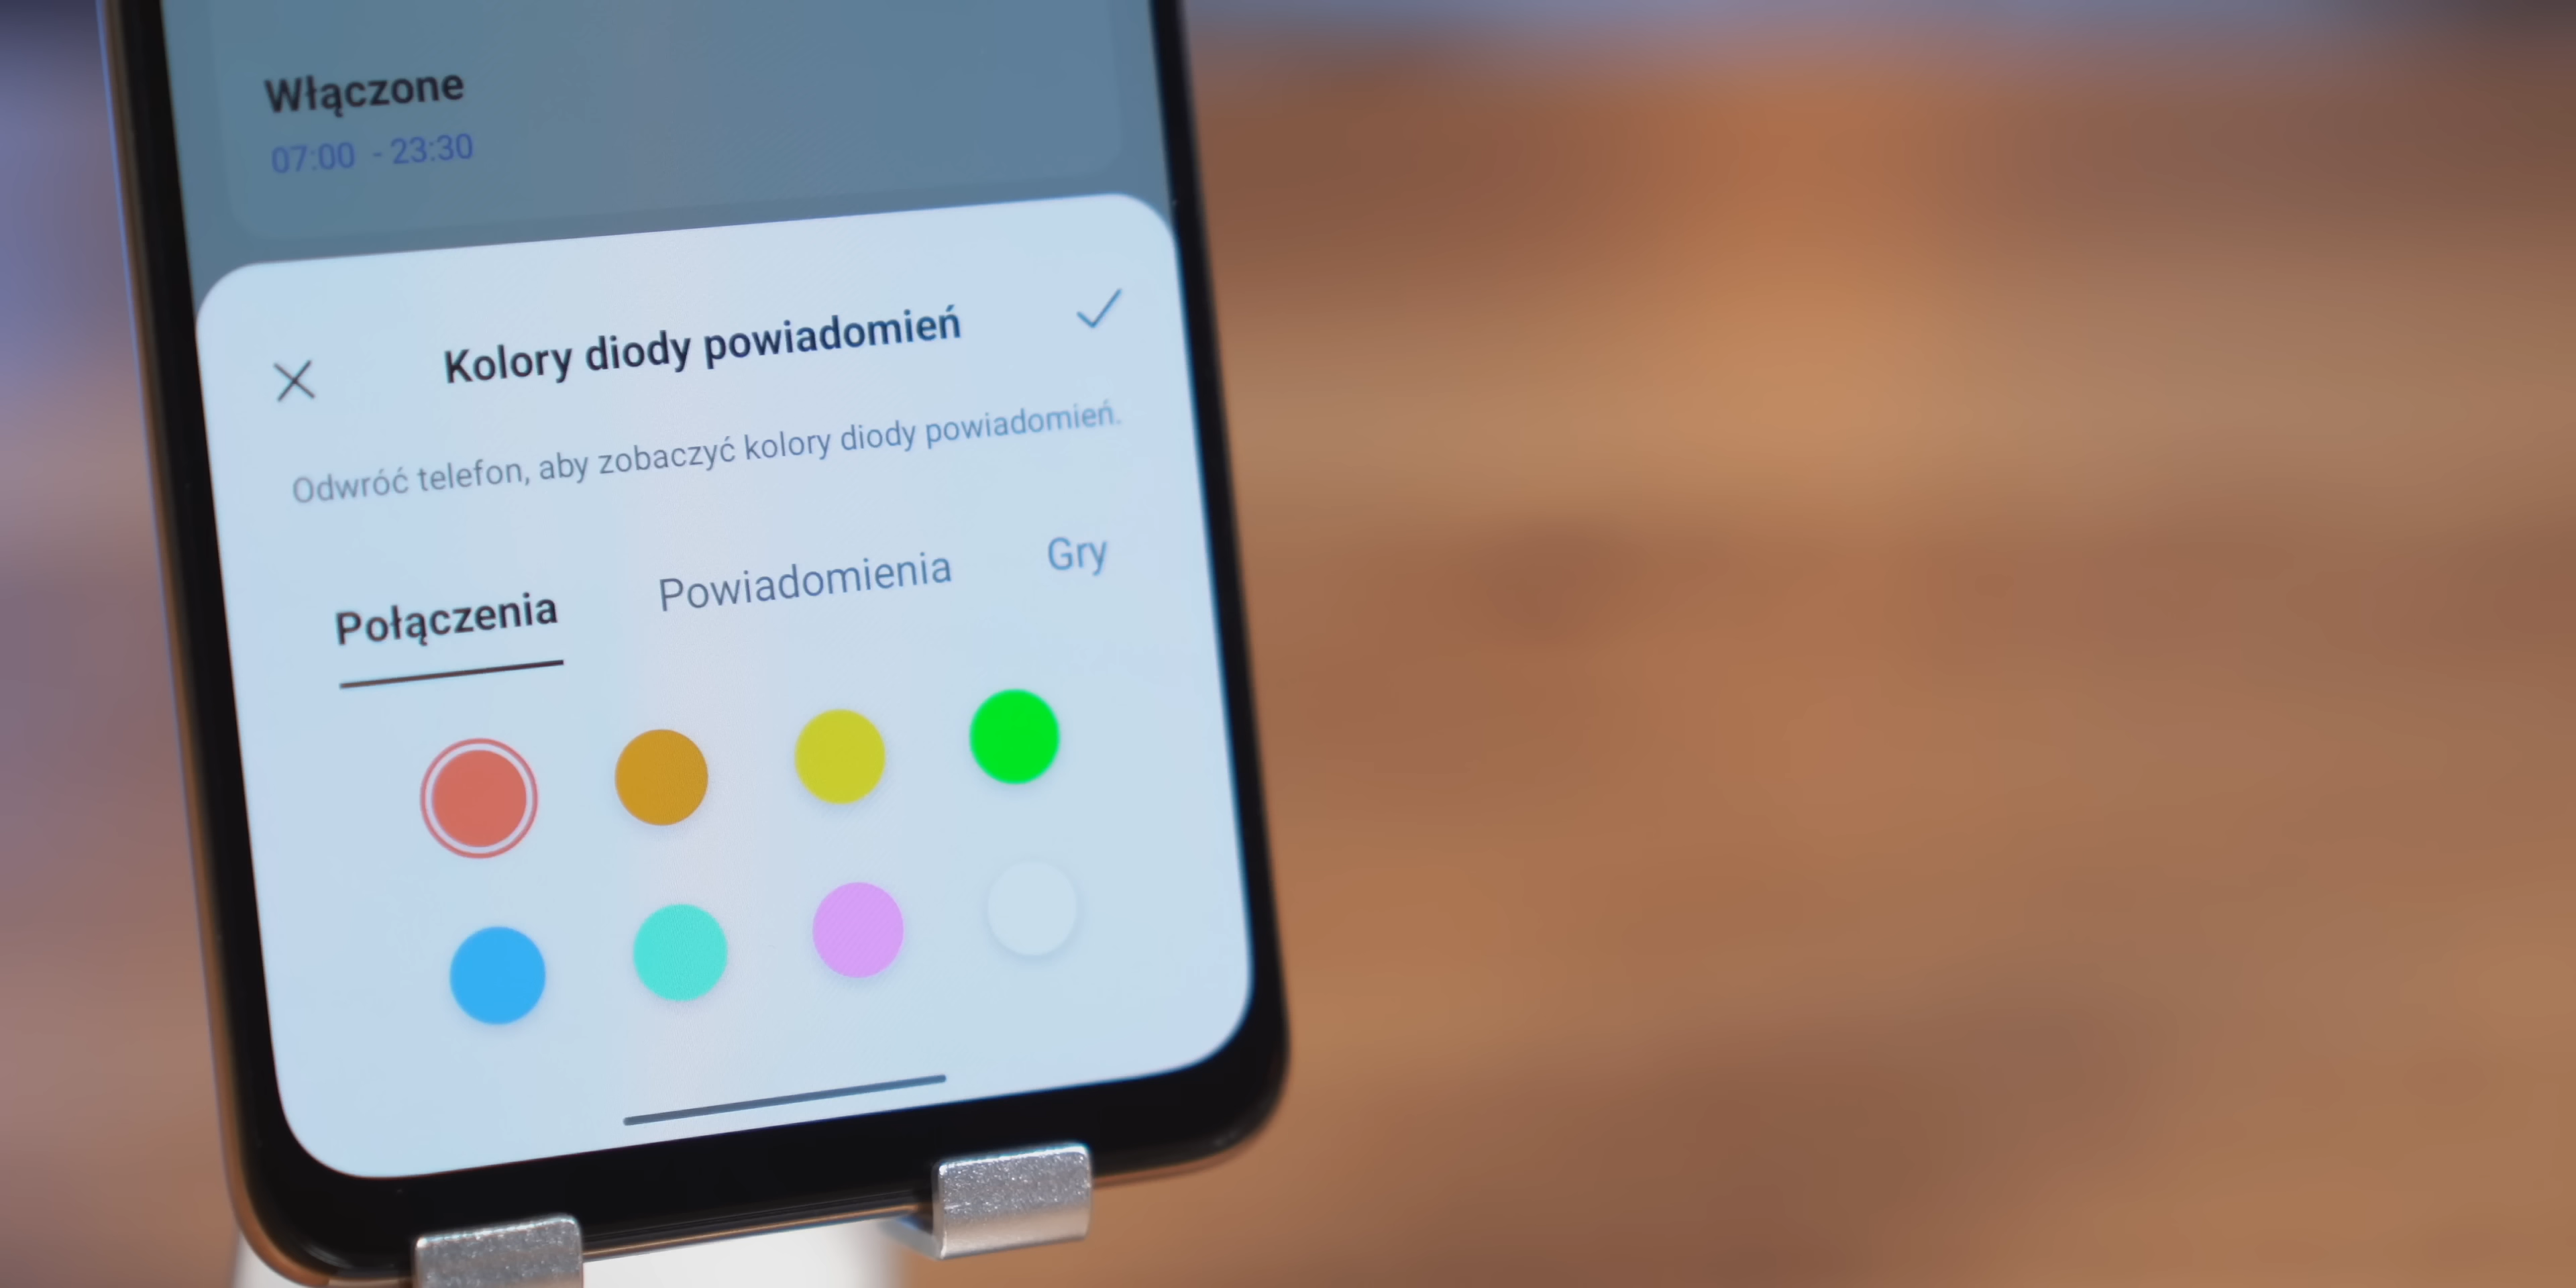 Włączone
07:00 - 23:30
Kolory diody powiadomień
Odwróć telefon, aby zobaczyć kolory diody powiadomień.
Połączenia Powiadomienia Gry